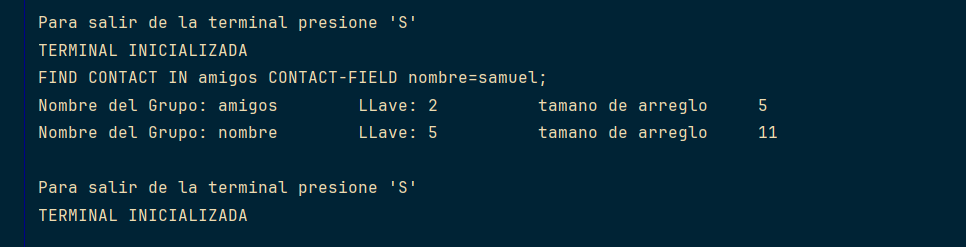 Para salir de la terminal presione 'S'
TERMINAL INICIALIZADA
FIND CONTACT IN amigos CONTACT-FIELD nombre=samuel;
Nombre del Grupo: amigos        LLave: 2          tamano de arreglo     5
Nombre del Grupo: nombre        LLave: 5          tamano de arreglo     11
Para salir de la terminal presione 'S'
TERMINAL INICIALIZADA